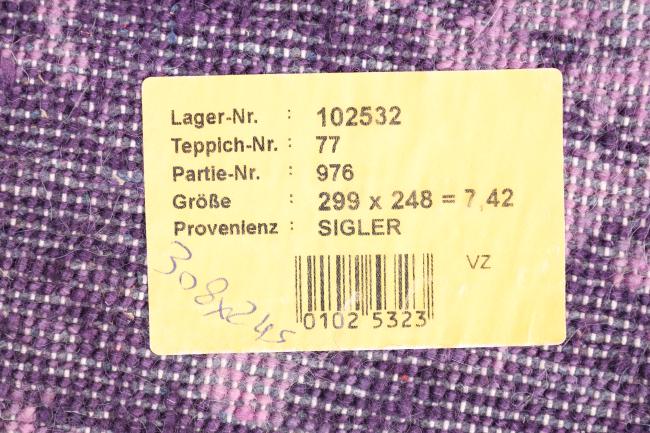 Lager-Nr. : 102532
Teppich-Nr. : 77
Partie-Nr. : 976
Größe : 299 x 248 = 7,42
Provenienz : SIGLER
308x245
VZ
0102 5323